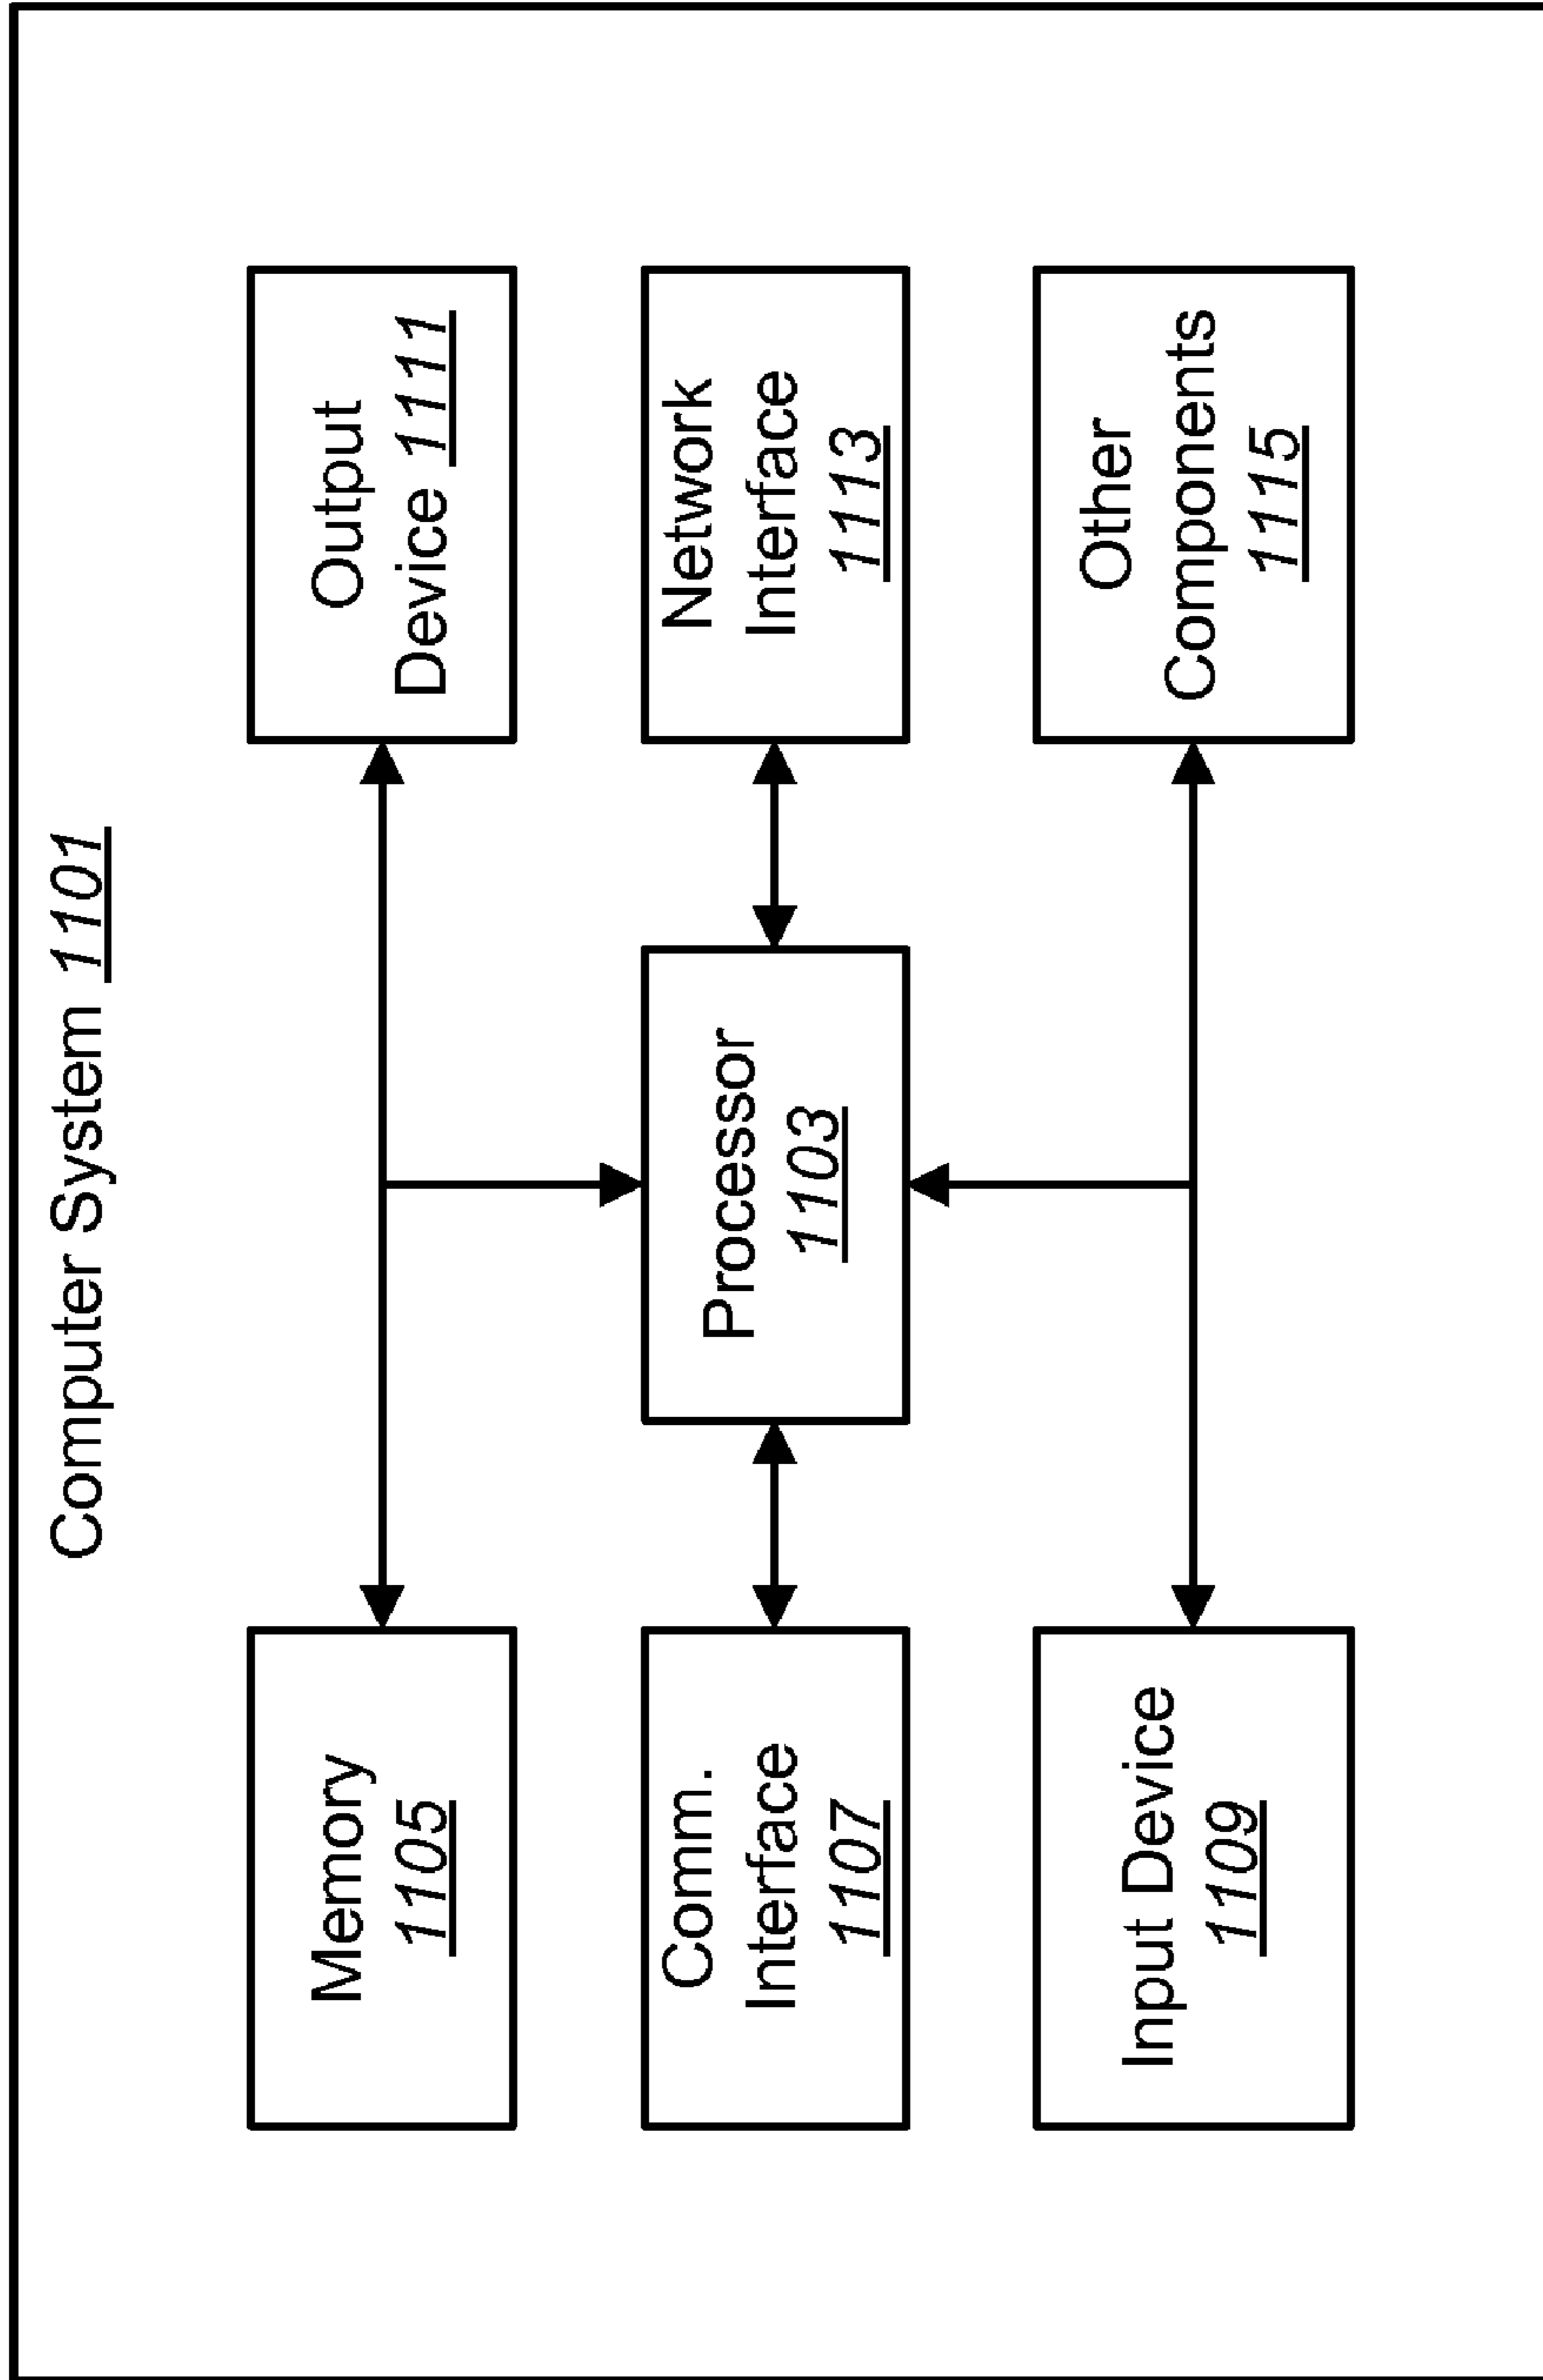 Computer System 1101
Memory
1105
Output
Device 1111
Comm.
Interface
1107
Processor
1103
Network
Interface
1113
Input Device
1109
Other
Components
1115